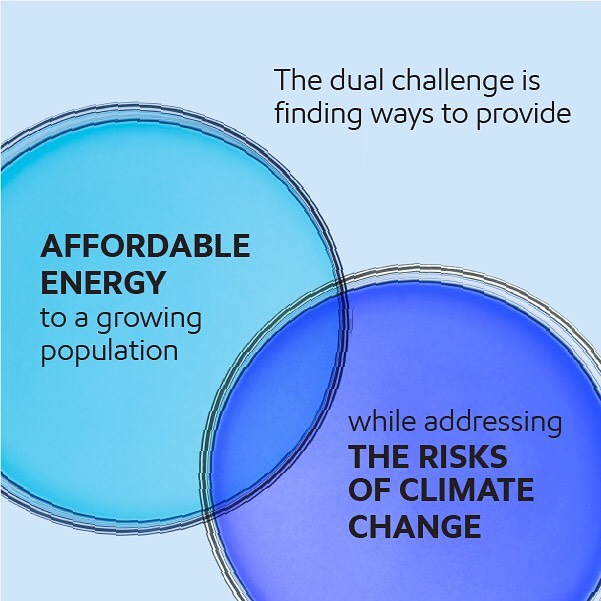 The dual challenge is
finding ways to provide
AFFORDABLE
ENERGY
to a growing
population
while addressing
THE RISKS
OF CLIMATE
CHANGE